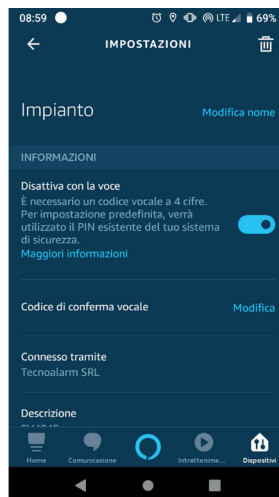 08:59 LTE 69%
IMPOSTAZIONI
Impianto Modifica nome
INFORMAZIONI
Disattiva con la voce
È necessario un codice vocale a 4 cifre.
Per impostazione predefinita, verrà
utilizzato il PIN esistente del tuo sistema
di sicurezza.
Maggiori informazioni
Codice di conferma vocale Modifica
Connesso tramite
Tecnoalarm SRL
Descrizione
Home Comunicazione Intrattenime... Dispositivi